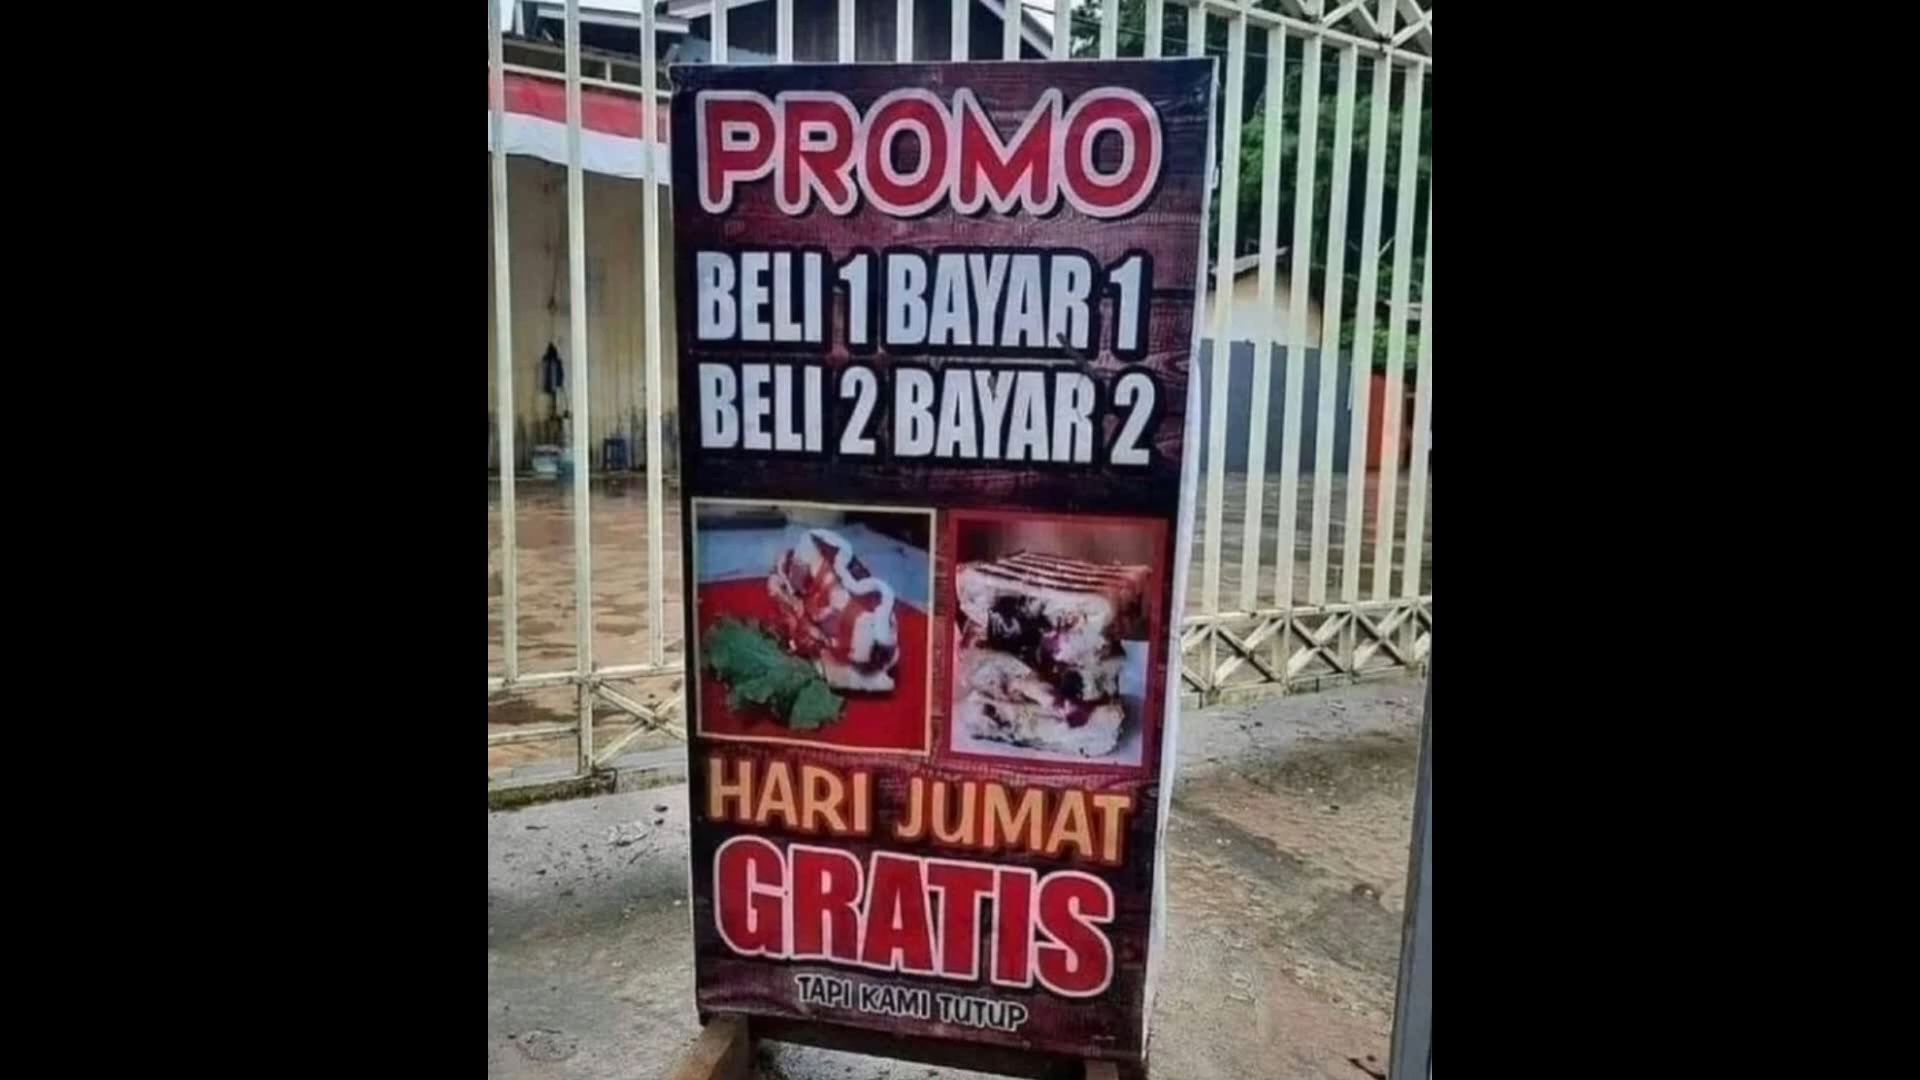 PROMO
BELI 1 BAYAR 1
BELI 2 BAYAR 2
HARI JUMAT
GRATIS
TAPI KAMI TUTUP